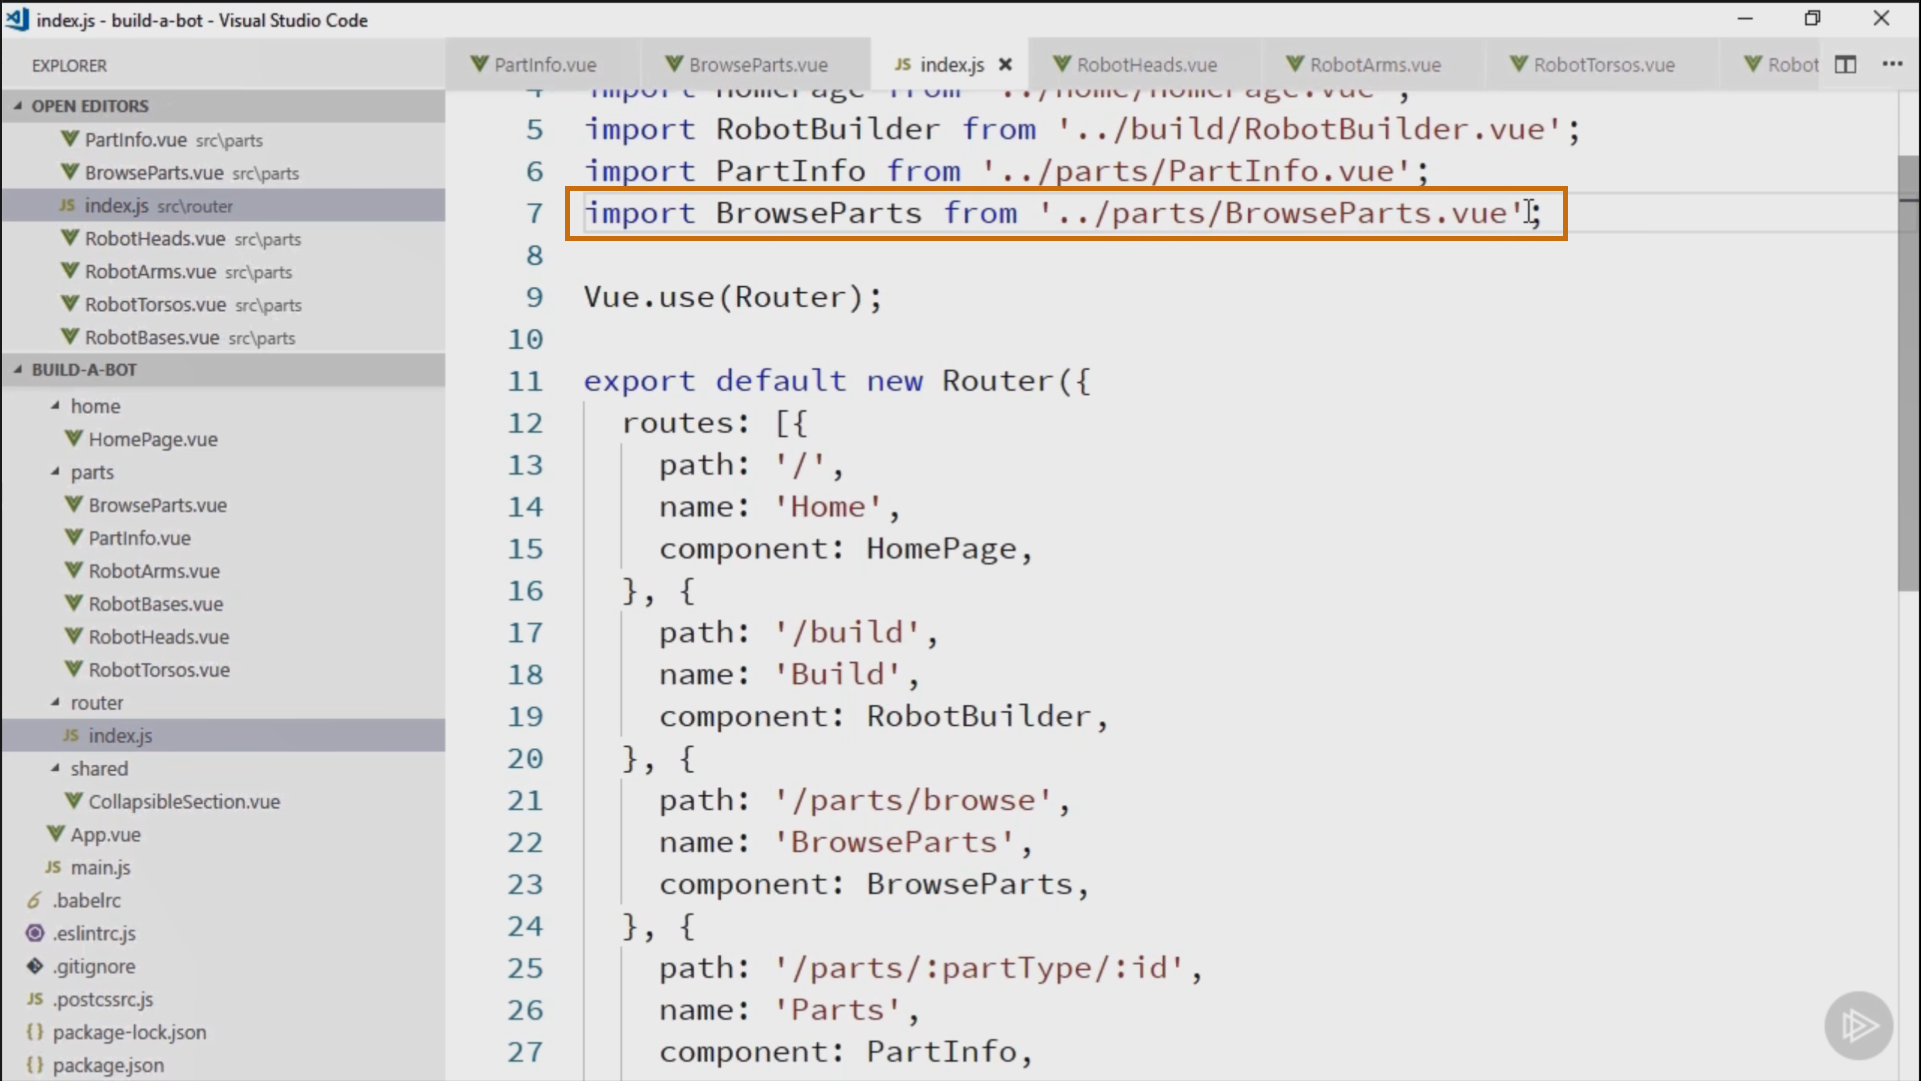 index.js - build-a-bot - Visual Studio Code
EXPLORER
OPEN EDITORS
PartInfo.vue src\parts
BrowseParts.vue src\parts
JS index.js src\router
RobotHeads.vue src\parts
RobotArms.vue src\parts
RobotTorsos.vue src\parts
RobotBases.vue src\parts
BUILD-A-BOT
home
HomePage.vue
parts
BrowseParts.vue
PartInfo.vue
RobotArms.vue
RobotBases.vue
RobotHeads.vue
RobotTorsos.vue
router
JS index.js
shared
CollapsibleSection.vue
App.vue
JS main.js
.babelrc
.eslintrc.js
.gitignore
JS .postcssrc.js
{} package-lock.json
{} package.json
PartInfo.vue BrowseParts.vue JS index.js RobotHeads.vue RobotArms.vue RobotTorsos.vue Robot
4 import HomePage from '../home/HomePage.vue';
5 import RobotBuilder from '../build/RobotBuilder.vue';
6 import PartInfo from '../parts/PartInfo.vue';
7 import BrowseParts from '../parts/BrowseParts.vue';
8
9 Vue.use(Router);
10
11 export default new Router({
12 routes: [{
13 path: '/',
14 name: 'Home',
15 component: HomePage,
16 }, {
17 path: '/build',
18 name: 'Build',
19 component: RobotBuilder,
20 }, {
21 path: '/parts/browse',
22 name: 'BrowseParts',
23 component: BrowseParts,
24 }, {
25 path: '/parts/:partType/:id',
26 name: 'Parts',
27 component: PartInfo,